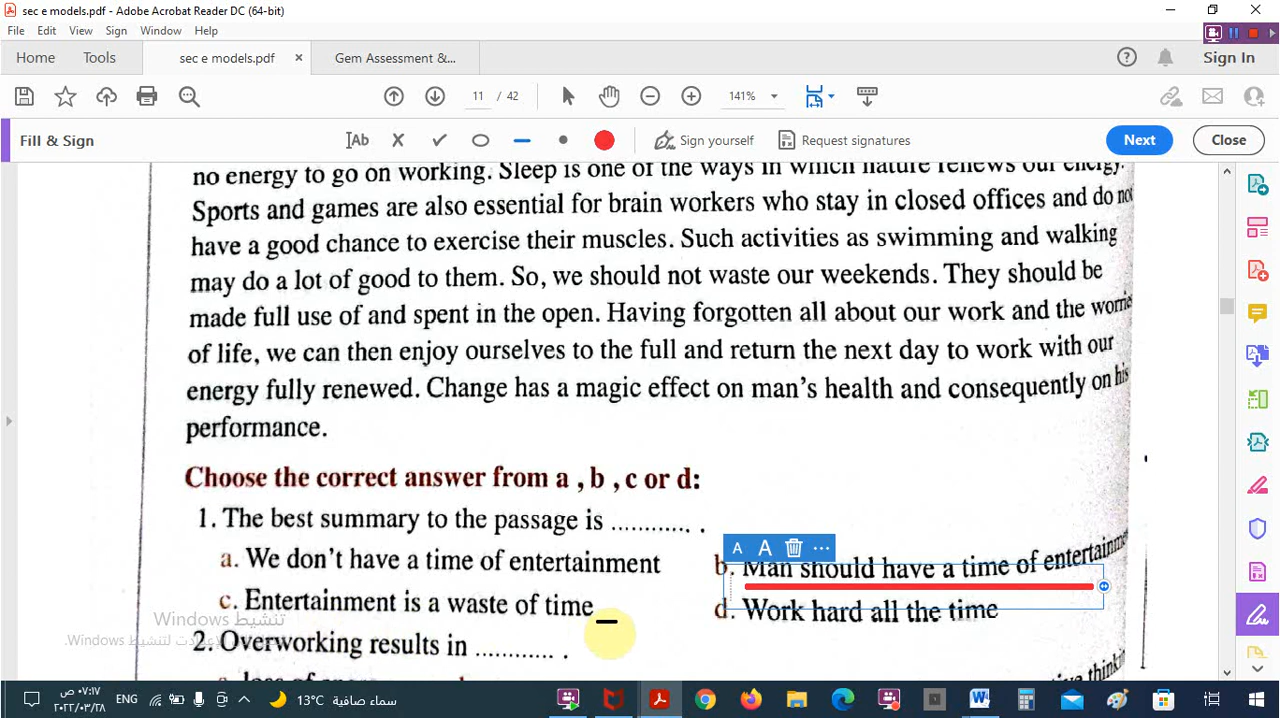 sec e models.pdf - Adobe Acrobat Reader DC (64-bit)
File Edit View Sign Window Help
Home Tools sec e models.pdf × Gem Assessment &... Sign In
11 / 42 141%
Fill & Sign Ab Sign yourself Request signatures Next Close
no energy to go on working. Sleep is one of the ways in which nature renews our energy.
Sports and games are also essential for brain workers who stay in closed offices and do not
have a good chance to exercise their muscles. Such activities as swimming and walking
may do a lot of good to them. So, we should not waste our weekends. They should be
made full use of and spent in the open. Having forgotten all about our work and the worries
of life, we can then enjoy ourselves to the full and return the next day to work with our
energy fully renewed. Change has a magic effect on man's health and consequently on his
performance.
Choose the correct answer from a , b , c or d:
1. The best summary to the passage is ............ .
A A ...
a. We don't have a time of entertainment b. Man should have a time of entertainment
c. Entertainment is a waste of time d. Work hard all the time
تنشيط Windows
لتنشيط Windows.
2. Overworking results in ............ .
ENG 13°C سماء صافية
٠٧:١٧ ص
٢٠٢٢/٠٣/٢٨